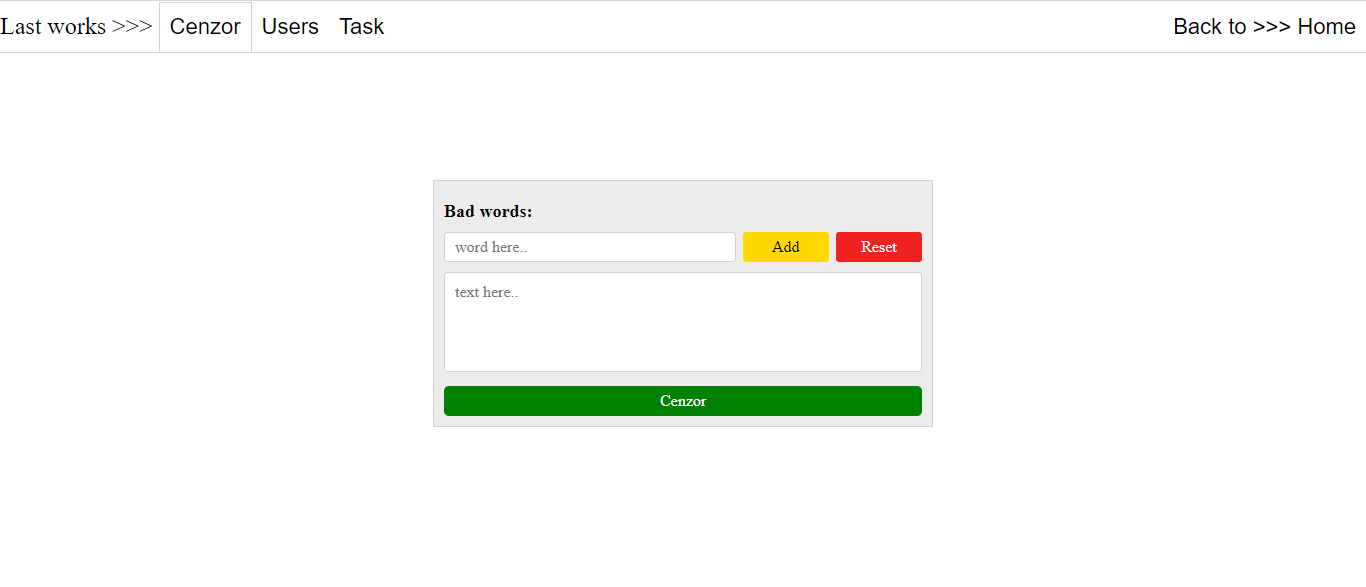 Last works >>> Cenzor Users Task Back to >>> Home
Bad words:
word here.. Add Reset
text here..
Cenzor